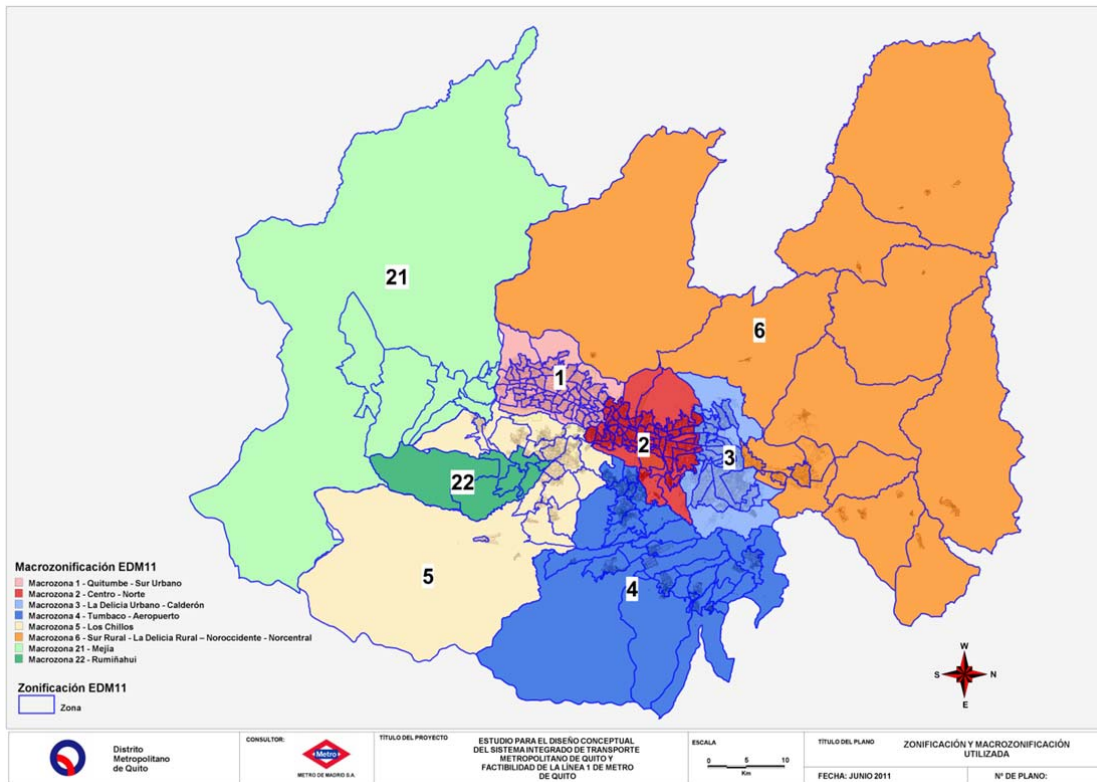 21
6
1
2
3
22
5
4
Macrozonificación EDM11
Macrozona 1 - Quitumbe - Sur Urbano
Macrozona 2 - Centro - Norte
Macrozona 3 - La Delicia Urbano - Calderón
Macrozona 4 - Tumbaco - Aeropuerto
Macrozona 5 - Los Chillos
Macrozona 6 - Sur Rural - La Delicia Rural – Noroccidente - Norcentral
Macrozona 21 - Mejía
Macrozona 22 - Rumiñahui
Zonificación EDM11
Zona
W
S
N
E
Distrito
Metropolitano
de Quito
CONSULTOR:
Metro
METRO DE MADRID S.A.
TÍTULO DEL PROYECTO
ESTUDIO PARA EL DISEÑO CONCEPTUAL
DEL SISTEMA INTEGRADO DE TRANSPORTE
METROPOLITANO DE QUITO Y
FACTIBILIDAD DE LA LÍNEA 1 DE METRO
DE QUITO
ESCALA
0 5 10
Km
TÍTULO DEL PLANO
ZONIFICACIÓN Y MACROZONIFICACIÓN
UTILIZADA
FECHA: JUNIO 2011
Nº DE PLANO: